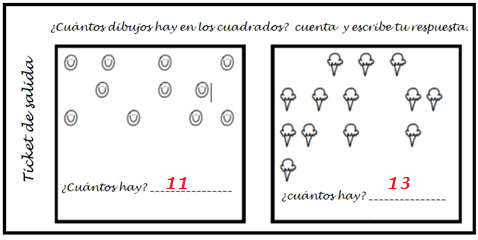 ¿Cuántos dibujos hay en los cuadrados? cuenta y escribe tu respuesta.
Ticket de salida
¿Cuántos hay? 11
¿cuántos hay? 13